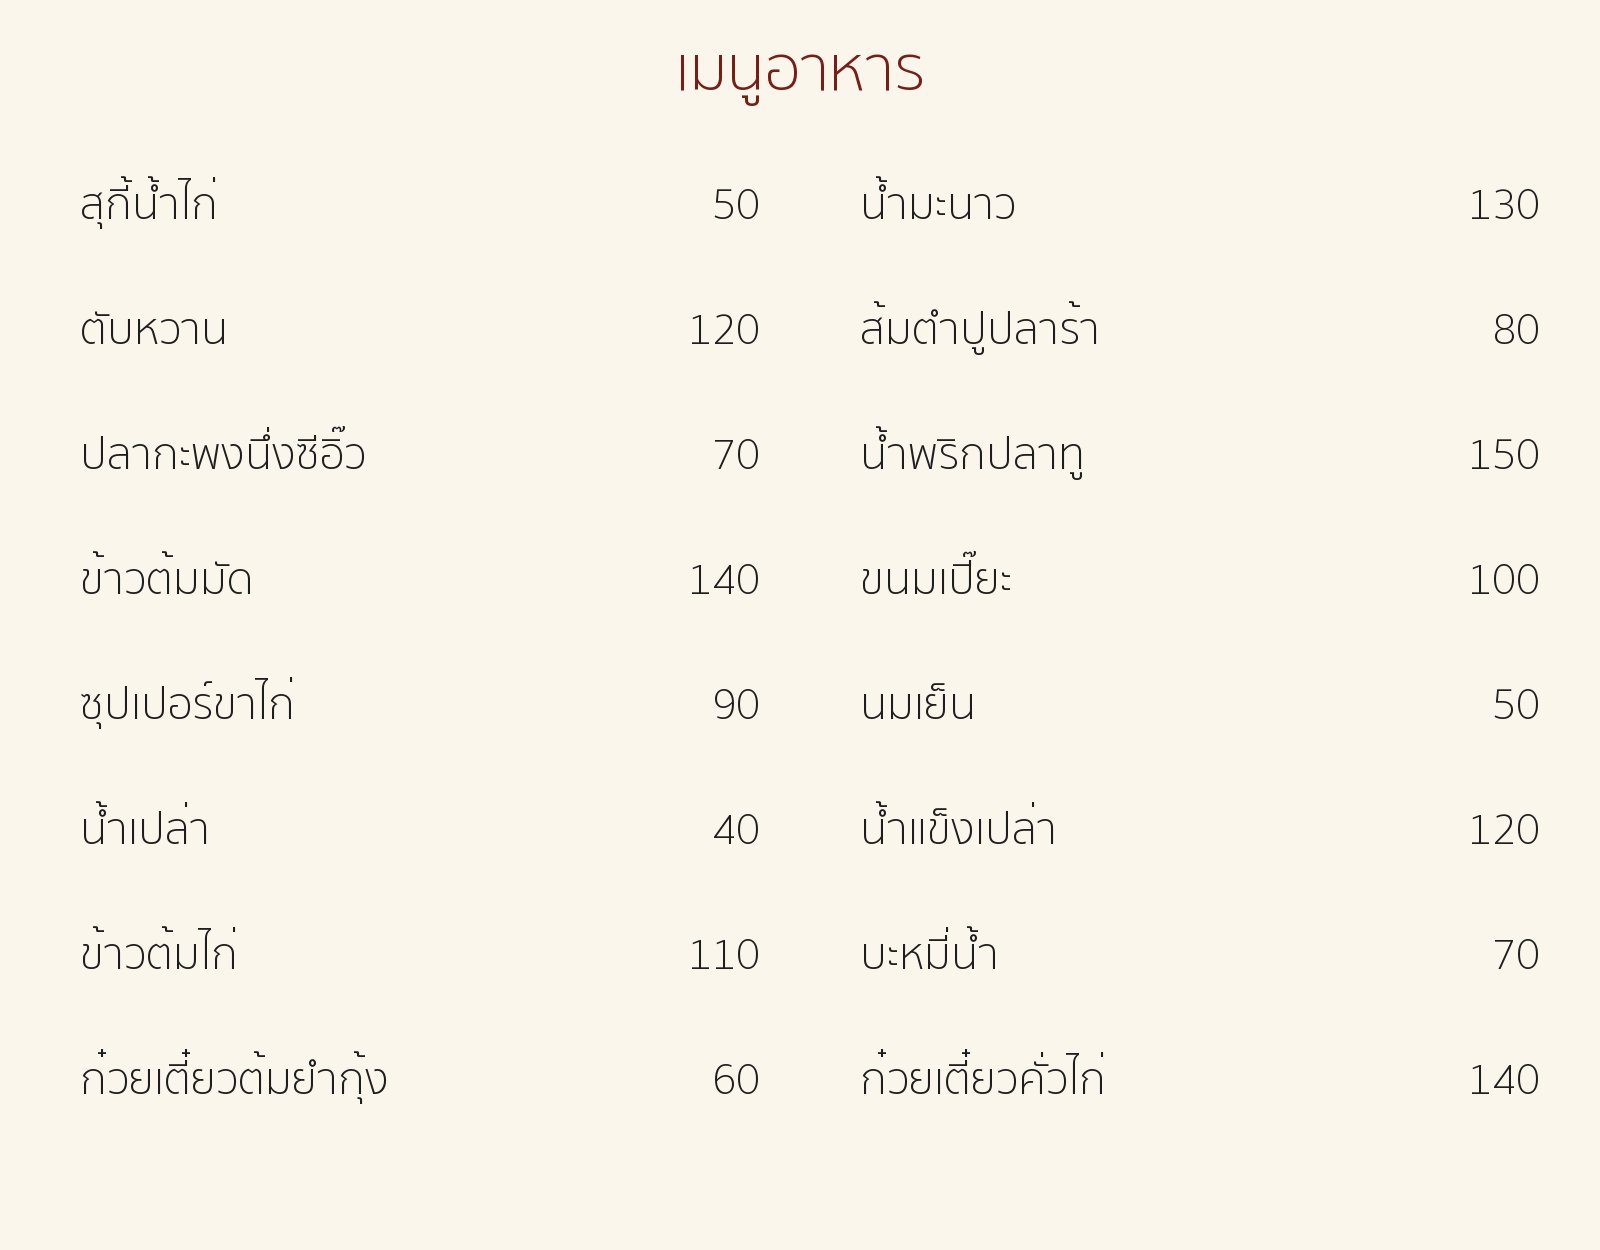 เมนูอาหาร
สุกี้น้ำไก่ 50
ตับหวาน 120
ปลากะพงนึ่งซีอิ๊ว 70
ข้าวต้มมัด 140
ซุปเปอร์ขาไก่ 90
น้ำเปล่า 40
ข้าวต้มไก่ 110
ก๋วยเตี๋ยวต้มยำกุ้ง 60
น้ำมะนาว 130
ส้มตำปูปลาร้า 80
น้ำพริกปลาทู 150
ขนมเปี๊ยะ 100
นมเย็น 50
น้ำแข็งเปล่า 120
บะหมี่น้ำ 70
ก๋วยเตี๋ยวคั่วไก่ 140